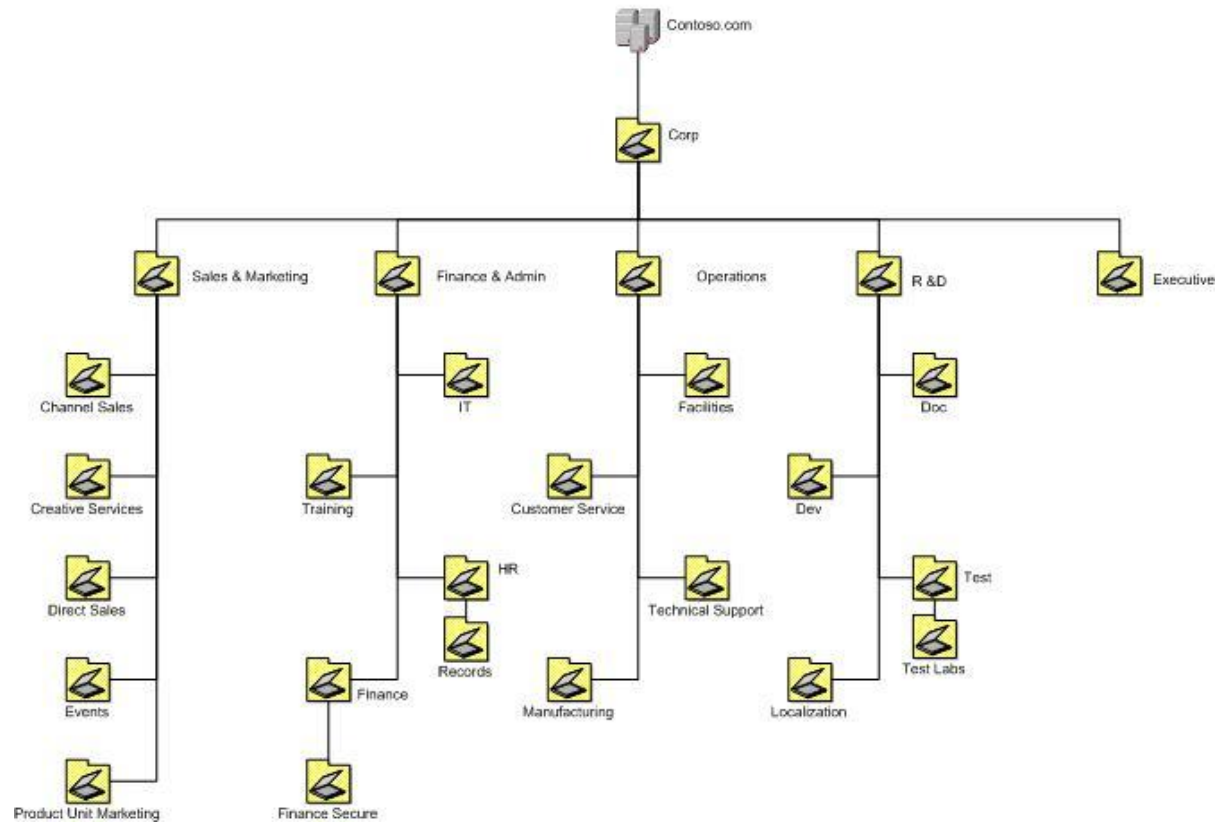 Contoso.com
Corp
Sales & Marketing
Finance & Admin
Operations
R &D
Executive
Channel Sales
IT
Facilities
Doc
Creative Services
Training
Customer Service
Dev
Direct Sales
HR
Technical Support
Test
Events
Finance
Records
Manufacturing
Localization
Test Labs
Product Unit Marketing
Finance Secure